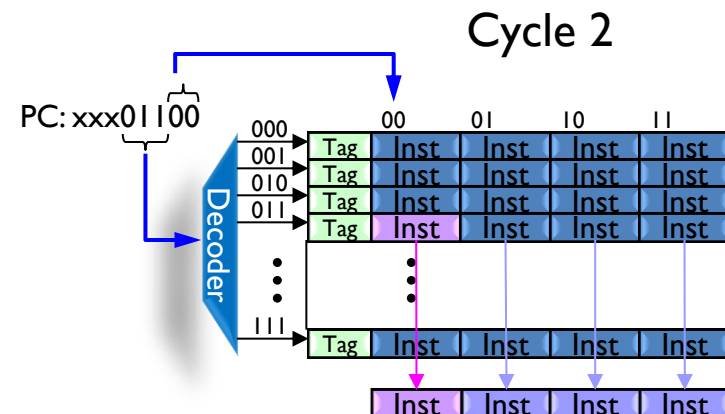 Cycle 2
PC: xxx01100
00 01 10 11
000
Tag Inst Inst Inst Inst
001
Tag Inst Inst Inst Inst
010
Tag Inst Inst Inst Inst
011
Tag Inst Inst Inst Inst
Decoder
111
Tag Inst Inst Inst Inst
Inst Inst Inst Inst